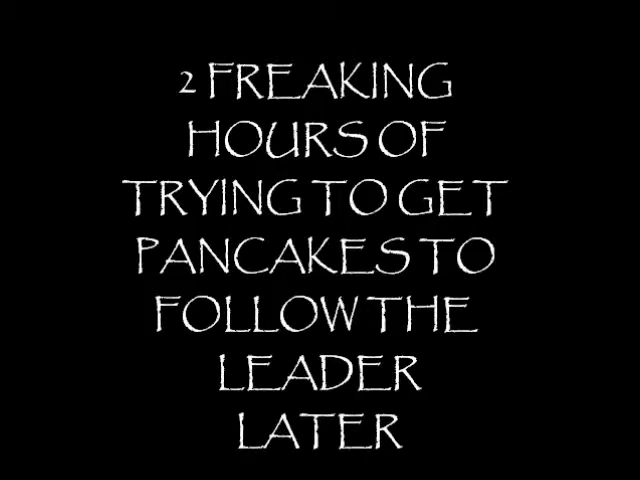 2 FREAKING
HOURS OF
TRYING TO GET
PANCAKES TO
FOLLOW THE
LEADER
LATER